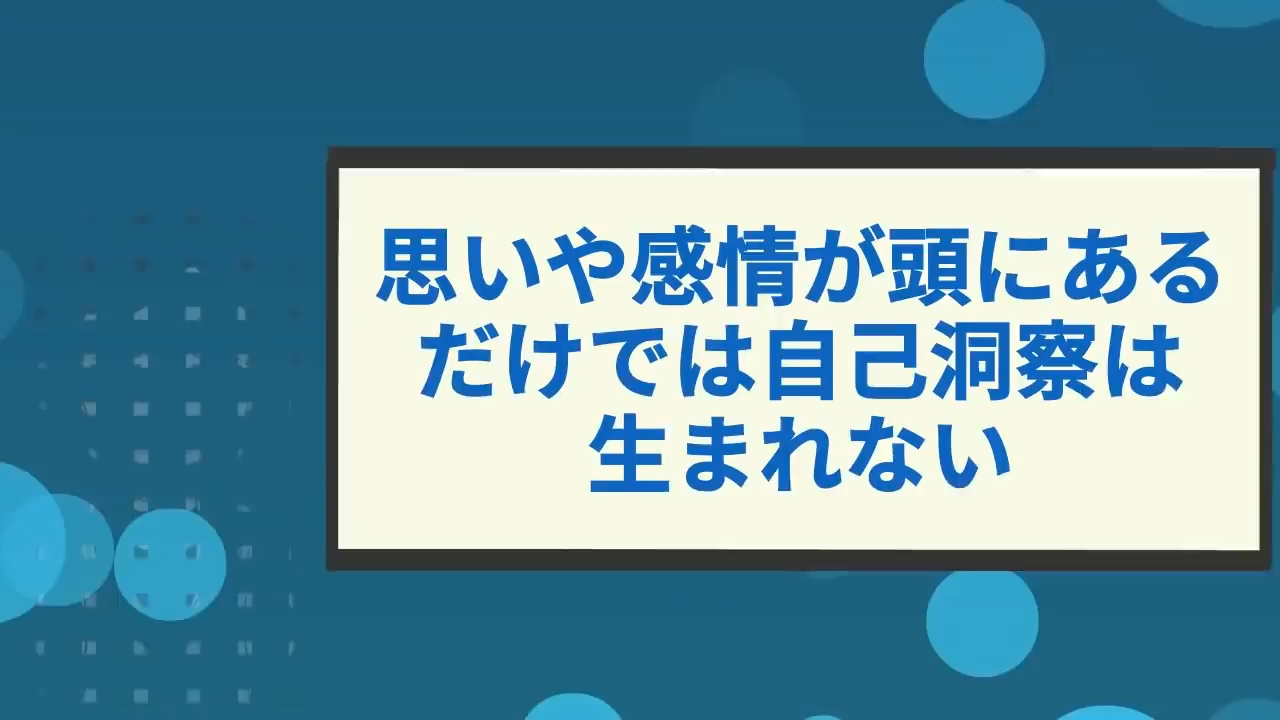 思いや感情が頭にある
だけでは自己洞察は
生まれない